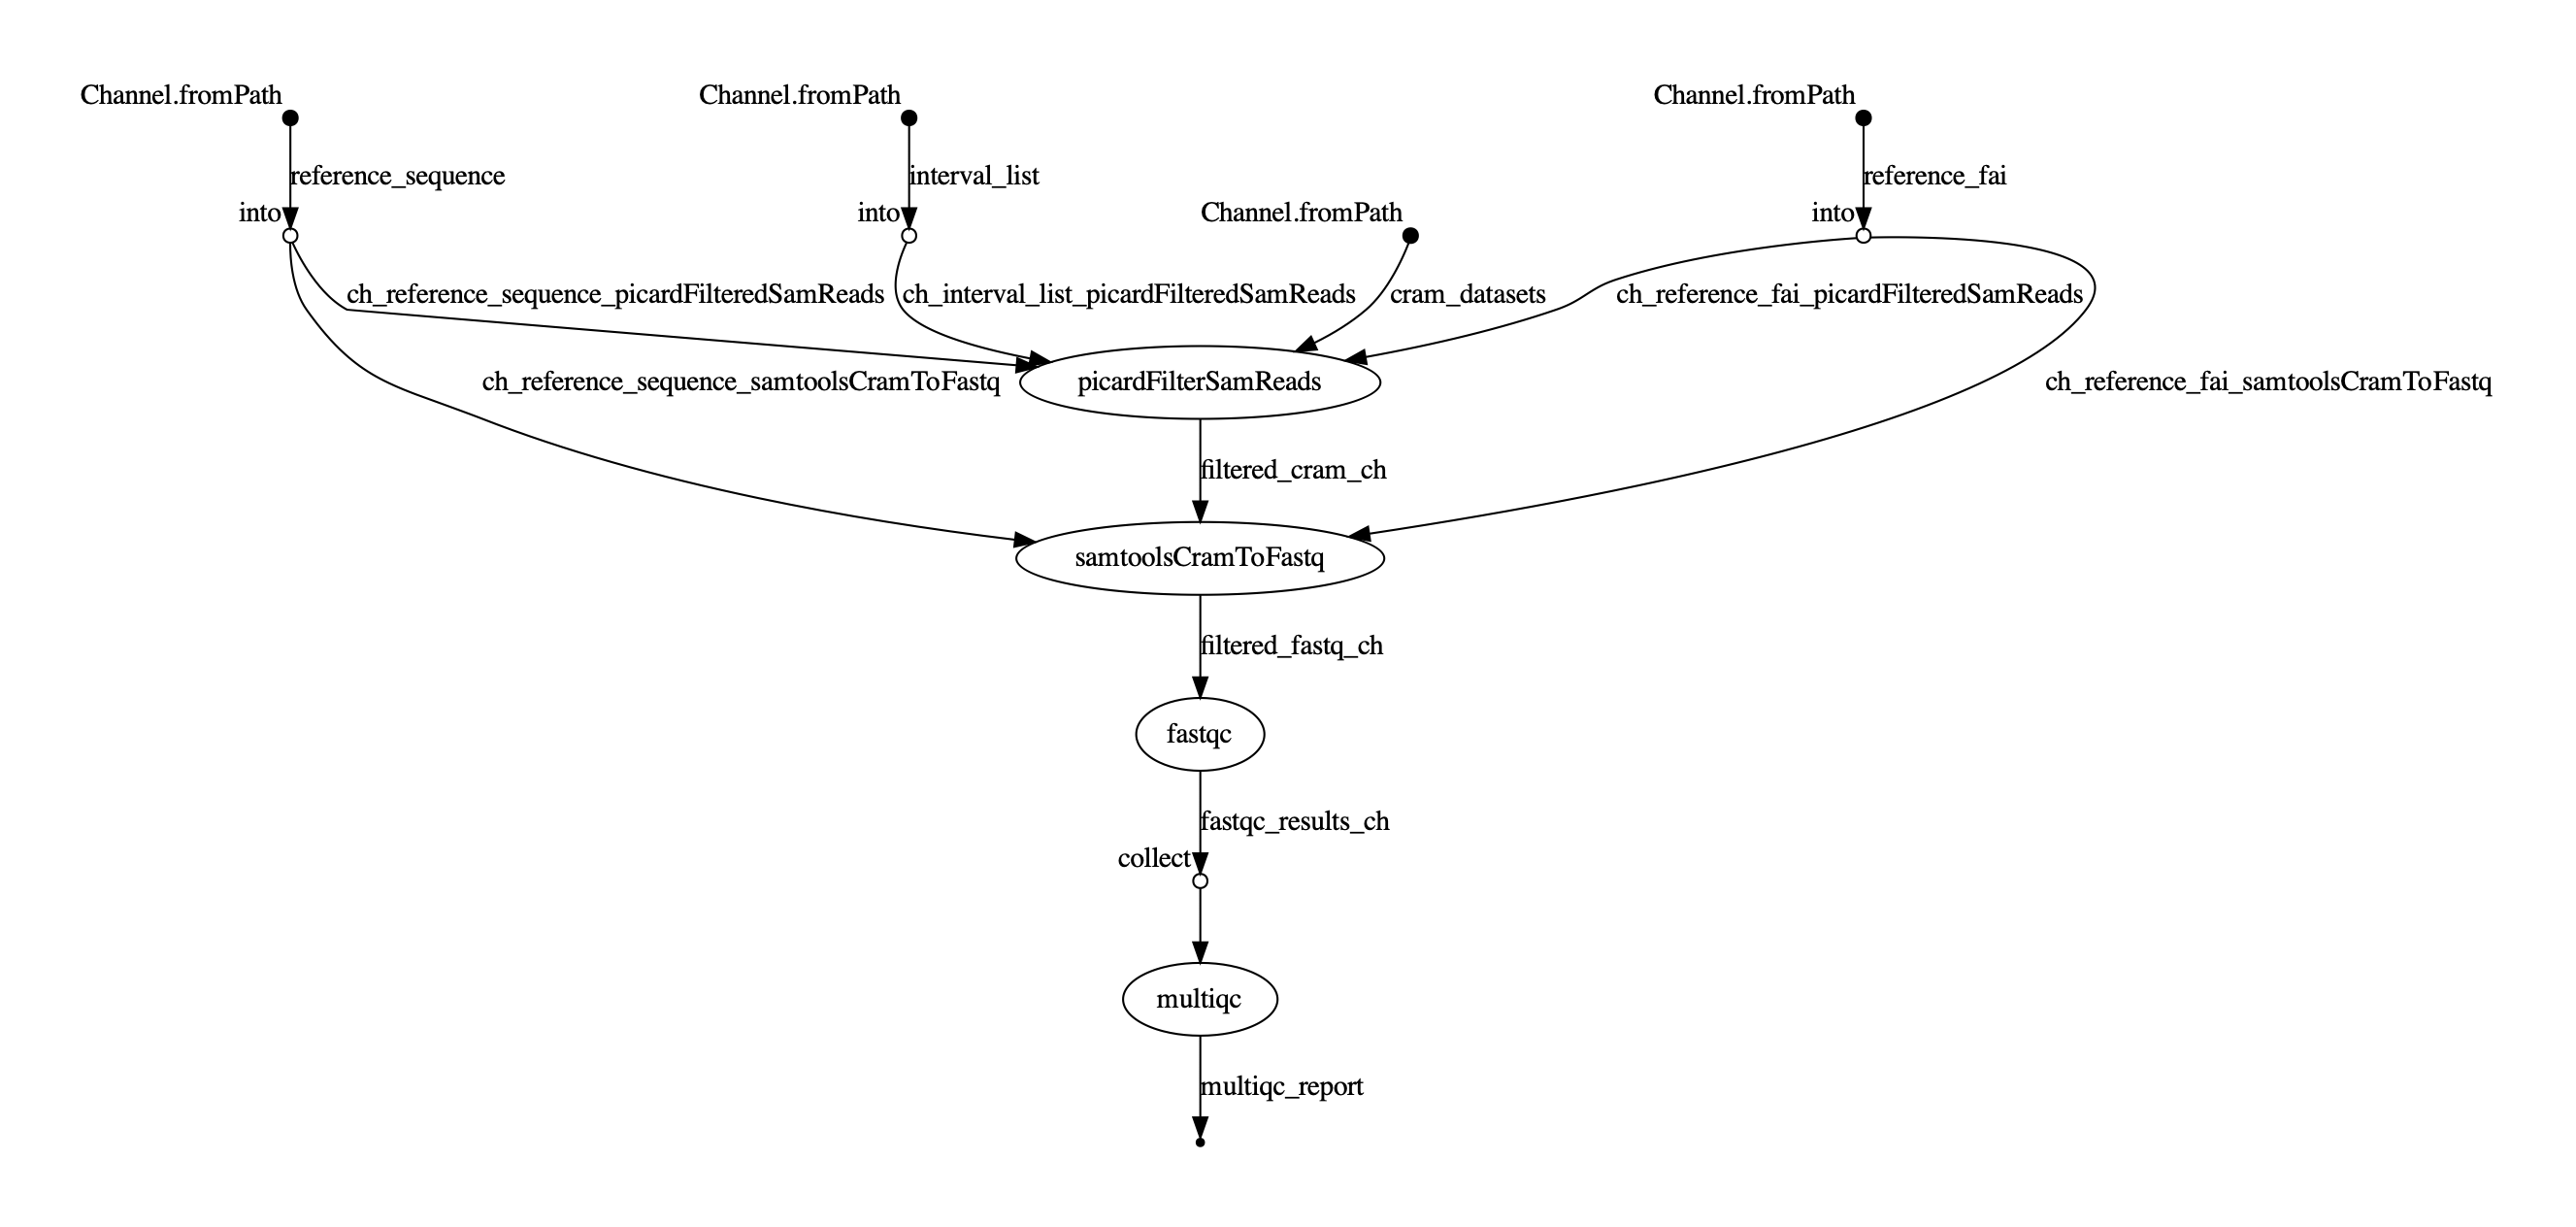 Channel.fromPath
Channel.fromPath
Channel.fromPath
reference_sequence
interval_list
reference_fai
into
into
Channel.fromPath
into
ch_reference_sequence_picardFilteredSamReads
ch_interval_list_picardFilteredSamReads
cram_datasets
ch_reference_fai_picardFilteredSamReads
ch_reference_sequence_samtoolsCramToFastq
picardFilterSamReads
ch_reference_fai_samtoolsCramToFastq
filtered_cram_ch
samtoolsCramToFastq
filtered_fastq_ch
fastqc
fastqc_results_ch
collect
multiqc
multiqc_report